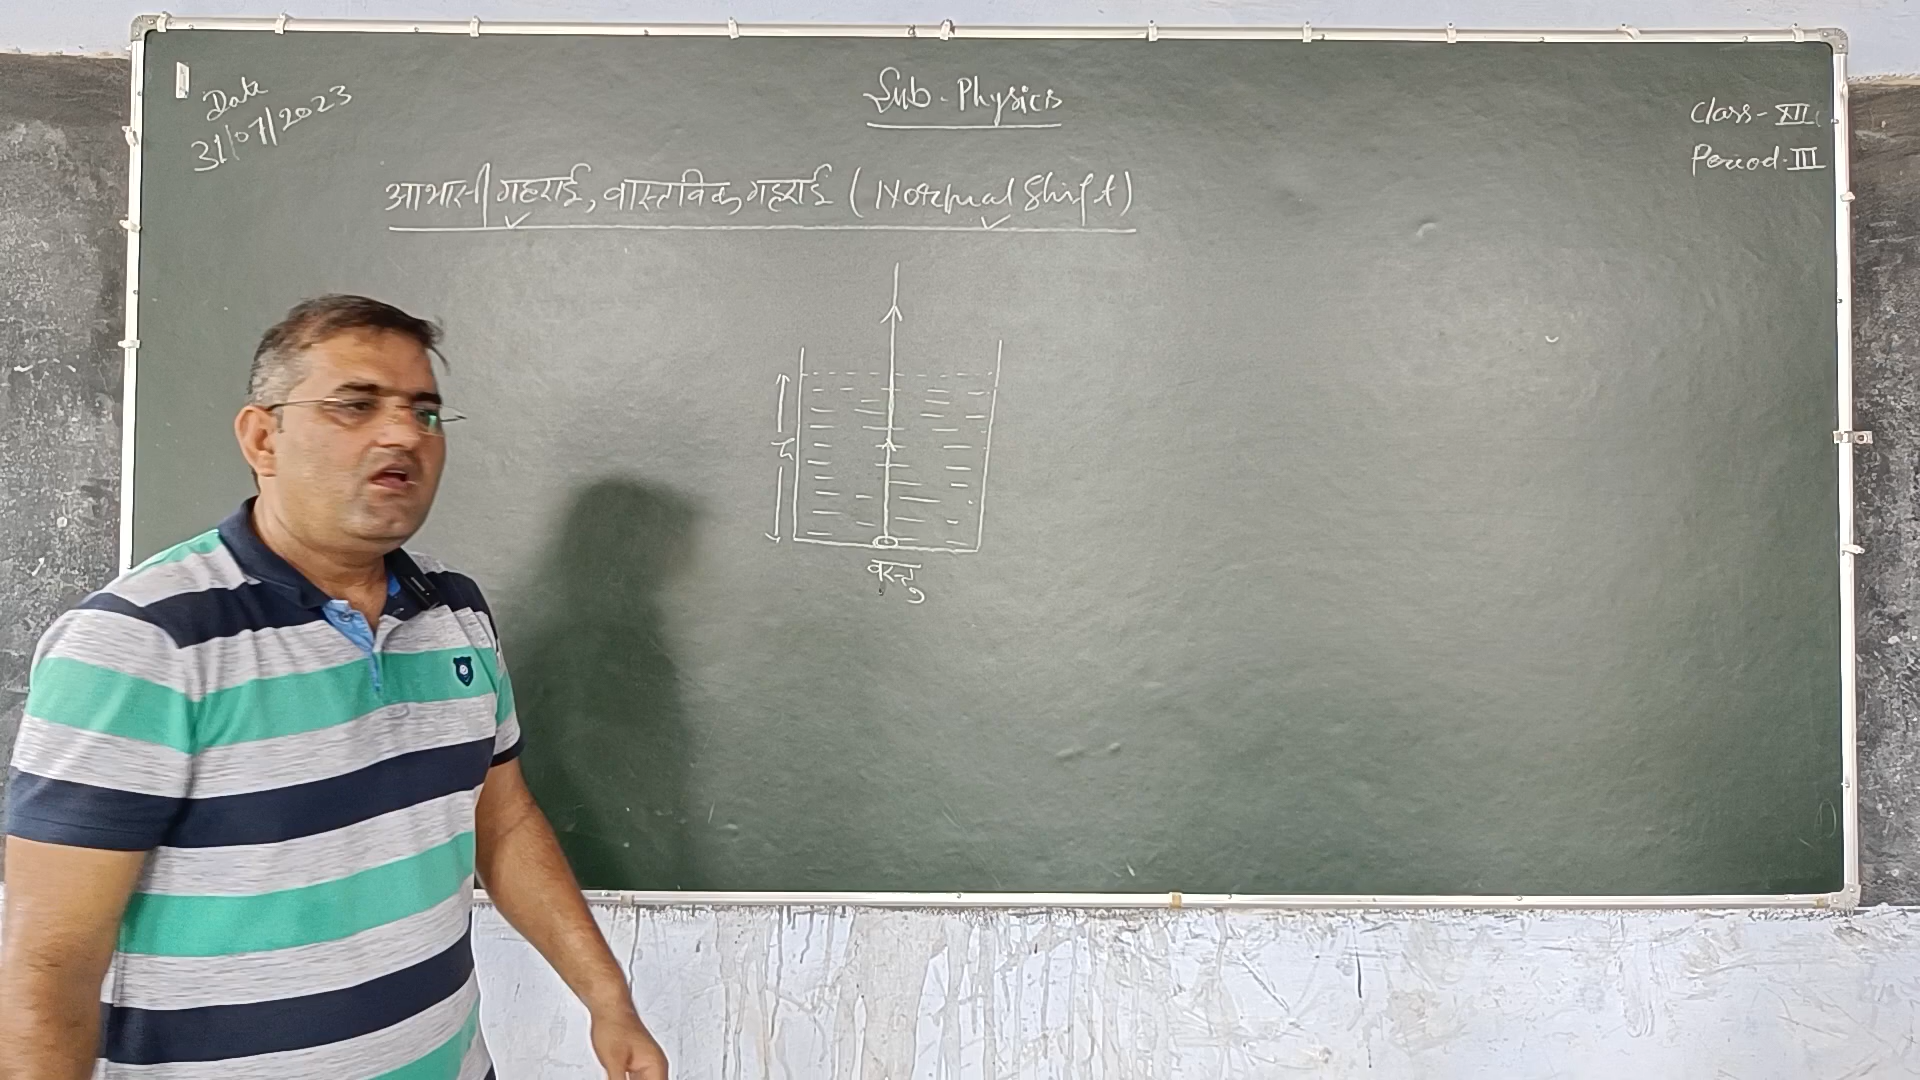 Date
31/07/2023
Sub - Physics
Class - XII
Period - III
आभासी गहराई, वास्तविक गहराई (Normal Shift)
h
वस्तु